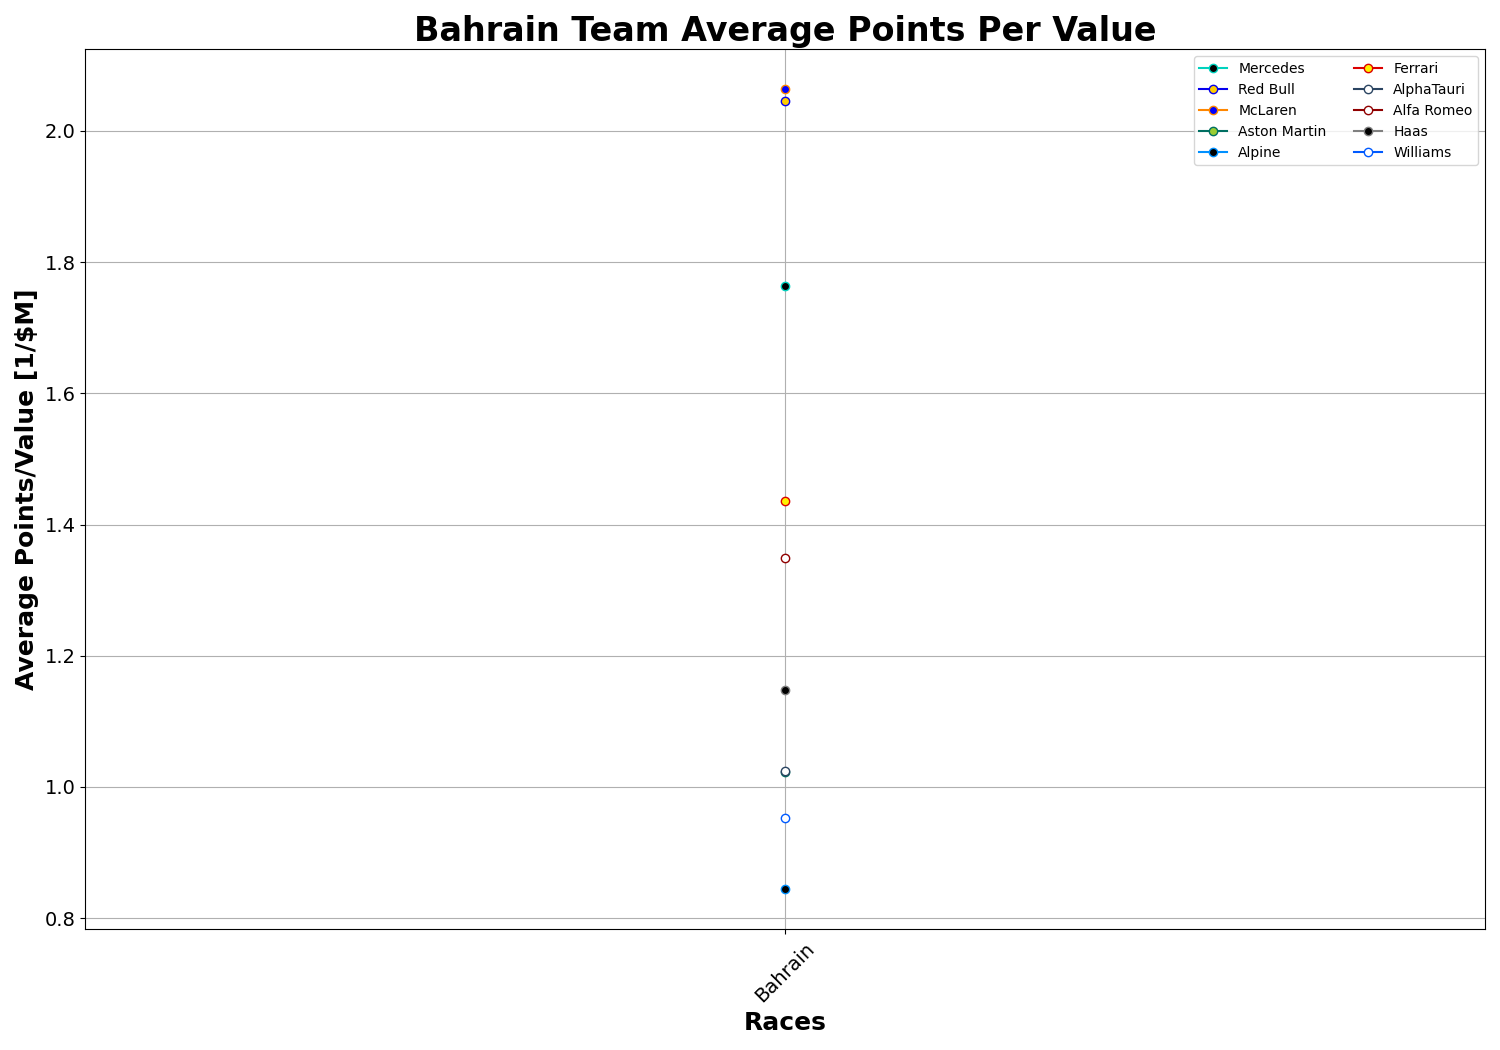 Bahrain Team Average Points Per Value
Mercedes
Red Bull
McLaren
Aston Martin
Alpine
Ferrari
AlphaTauri
Alfa Romeo
Haas
Williams
Average Points/Value [1/$M]
2.0
1.8
1.6
1.4
1.2
1.0
0.8
Bahrain
Races